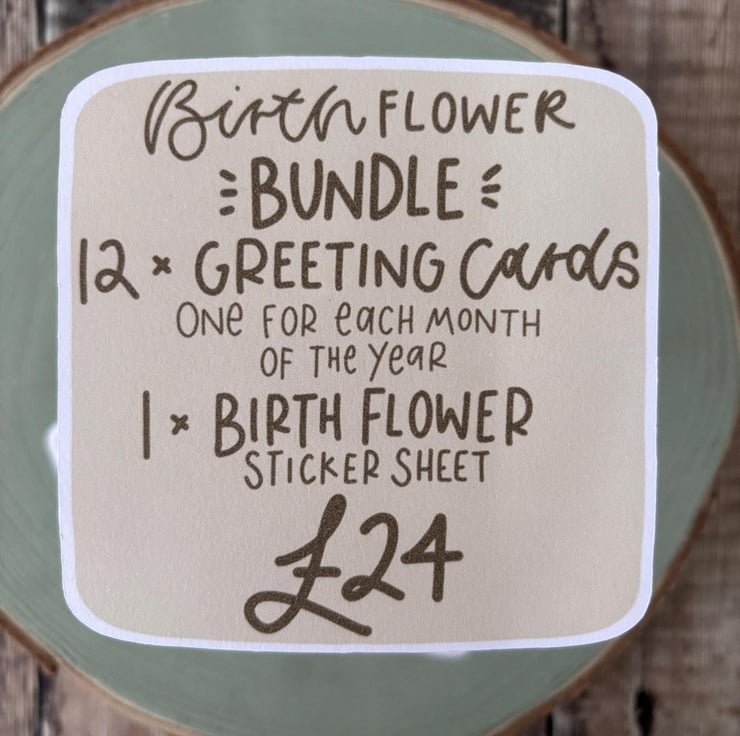 Birth FLOWER
BUNDLE
12 x GREETING Cards
ONe FOR eaCH MONTH
OF THe YeaR
1 x BIRTH FLOWER
STICKER SHEET
£24